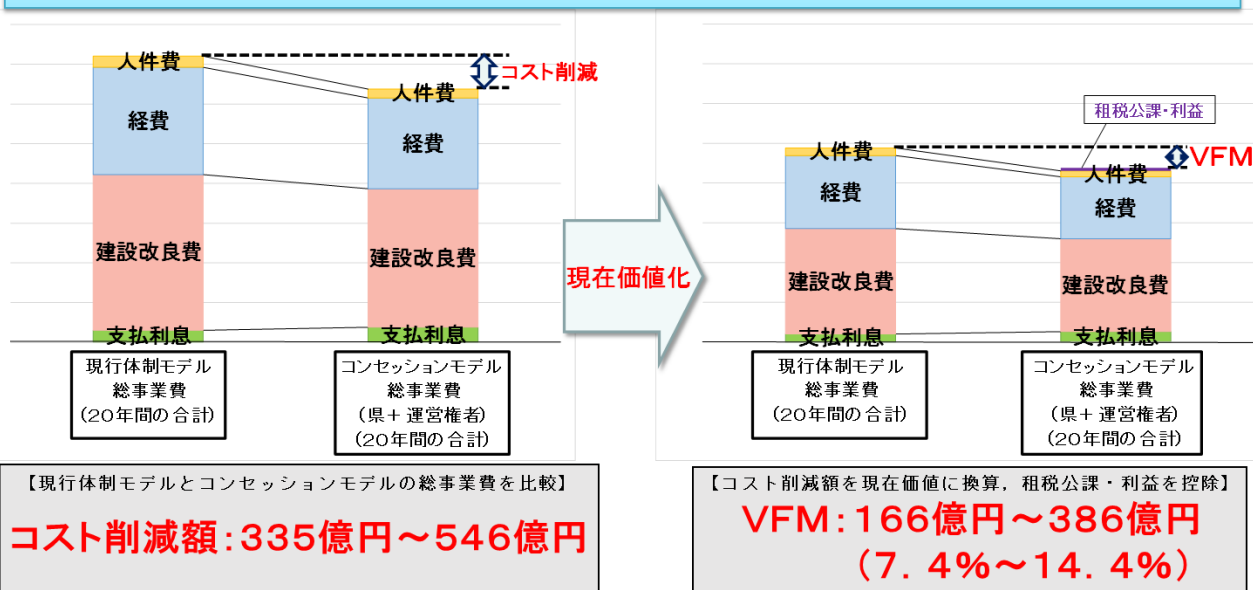 人件費
経費
建設改良費
支払利息
人件費
経費
建設改良費
支払利息
コスト削減
現行体制モデル
総事業費
(20年間の合計)
コンセッションモデル
総事業費
(県+運営権者)
(20年間の合計)
【現行体制モデルとコンセッションモデルの総事業費を比較】
コスト削減額:335億円~546億円
現在価値化
人件費
経費
建設改良費
支払利息
租税公課・利益
人件費
経費
建設改良費
支払利息
VFM
現行体制モデル
総事業費
(20年間の合計)
コンセッションモデル
総事業費
(県+運営権者)
(20年間の合計)
【コスト削減額を現在価値に換算,租税公課・利益を控除】
VFM:166億円~386億円
(7.4%~14.4%)